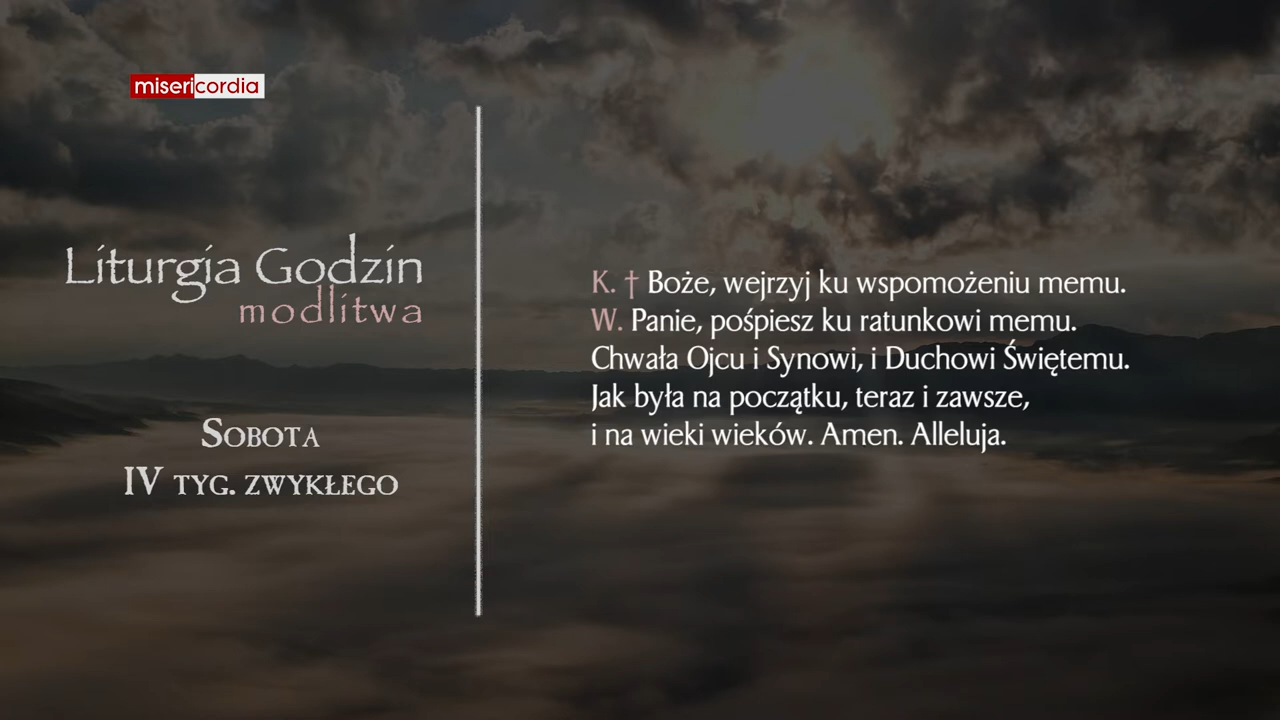 misericordia
Liturgia Godzin
modlitwa
Sobota
IV tyg. zwykłego
K. † Boże, wejrzyj ku wspomożeniu memu.
W. Panie, pośpiesz ku ratunkowi memu.
Chwała Ojcu i Synowi, i Duchowi Świętemu.
Jak była na początku, teraz i zawsze,
i na wieki wieków. Amen. Alleluja.